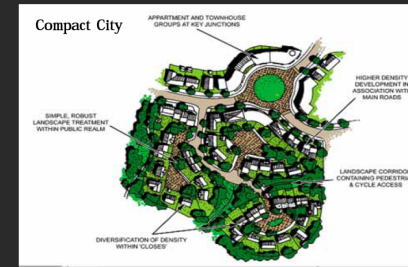 Compact City
APPARTMENT AND TOWNHOUSE
GROUPS AT KEY JUNCTIONS
HIGHER DENSITY
DEVELOPMENT IN
ASSOCIATION WITH
MAIN ROADS
SIMPLE, ROBUST
LANDSCAPE TREATMENT
WITHIN PUBLIC REALM
LANDSCAPE CORRIDO
CONTAINING PEDESTRI
& CYCLE ACCESS
DIVERSIFICATION OF DENSITY
WITHIN 'CLOSES'